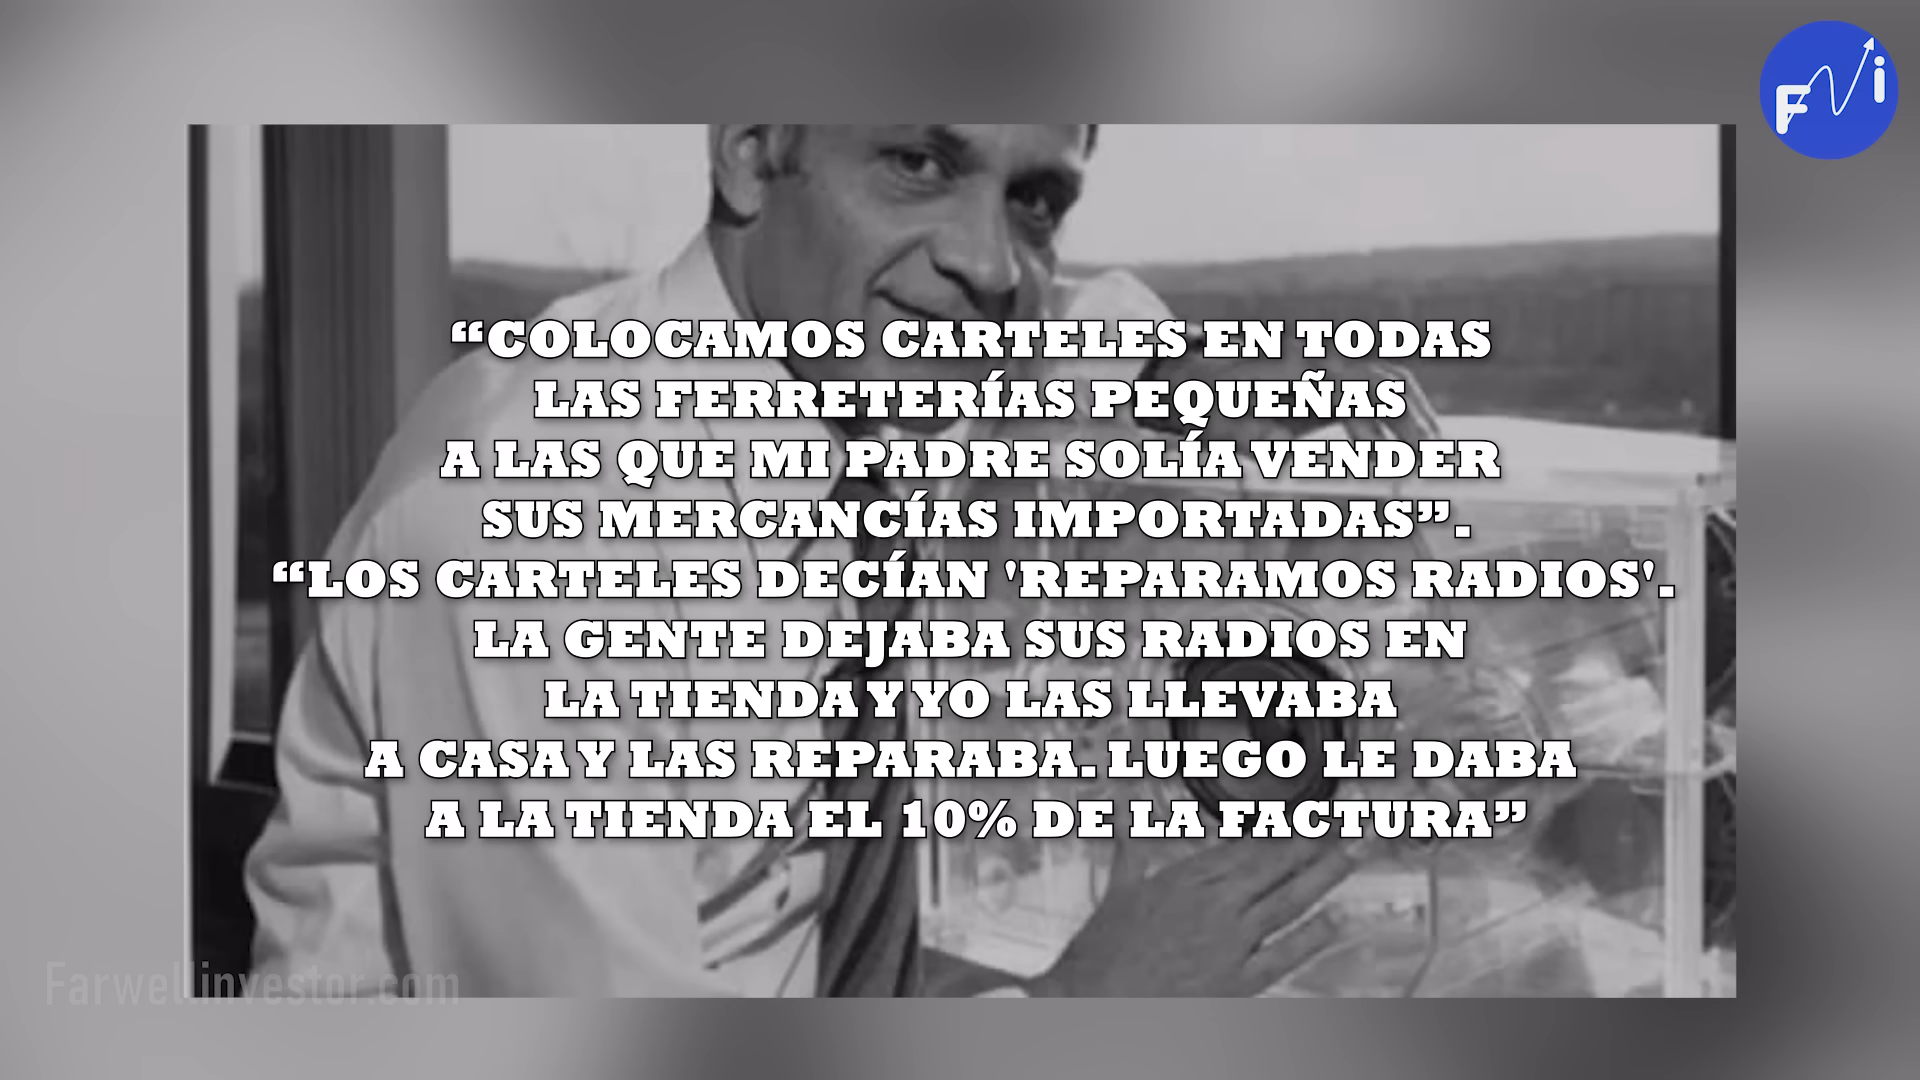 FNi
“COLOCAMOS CARTELES EN TODAS
LAS FERRETERÍAS PEQUEÑAS
A LAS QUE MI PADRE SOLÍA VENDER
SUS MERCANCÍAS IMPORTADAS”.
“LOS CARTELES DECÍAN 'REPARAMOS RADIOS'.
LA GENTE DEJABA SUS RADIOS EN
LA TIENDA Y YO LAS LLEVABA
A CASA Y LAS REPARABA. LUEGO LE DABA
A LA TIENDA EL 10% DE LA FACTURA”
Farwellinvestor.com